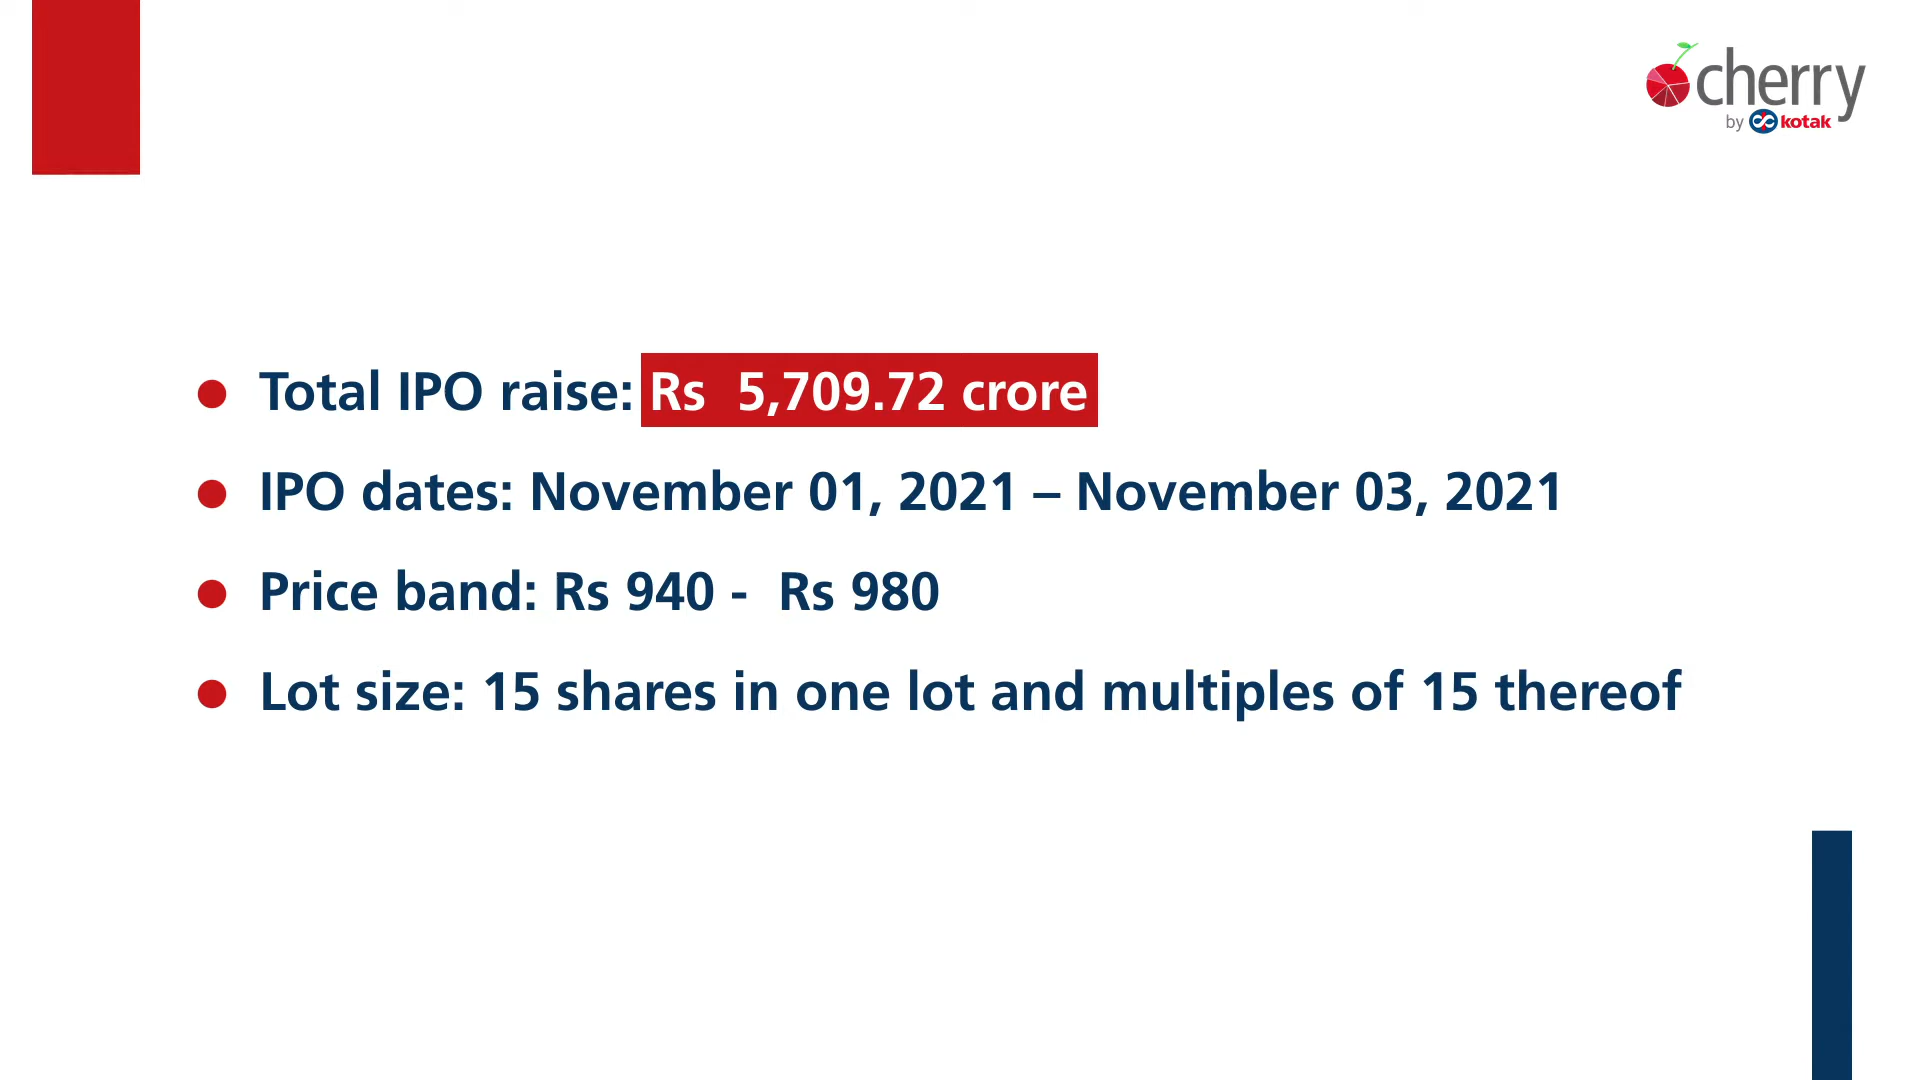 cherry
by kotak
Total IPO raise: Rs  5,709.72 crore
IPO dates: November 01, 2021 – November 03, 2021
Price band: Rs 940 -  Rs 980
Lot size: 15 shares in one lot and multiples of 15 thereof